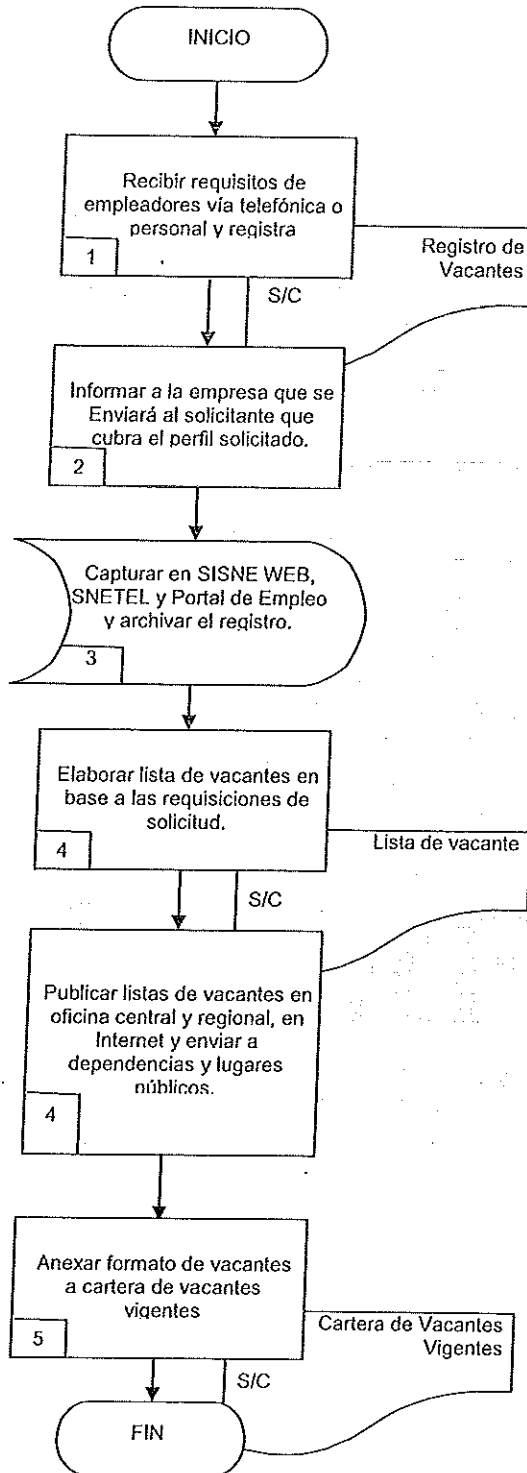 INICIO
Recibir requisitos de
empleadores vía telefónica o
personal y registra
1
Registro de
Vacantes
S/C
Informar a la empresa que se
Enviará al solicitante que
cubra el perfil solicitado.
2
Capturar en SISNE WEB,
SNETEL y Portal de Empleo
y archivar el registro.
3
Elaborar lista de vacantes en
base a las requisiciones de
solicitud.
4
Lista de vacante
S/C
Publicar listas de vacantes en
oficina central y regional, en
Internet y enviar a
dependencias y lugares
públicos.
4
Anexar formato de vacantes
a cartera de vacantes
vigentes
5
Cartera de Vacantes
Vigentes
S/C
FIN